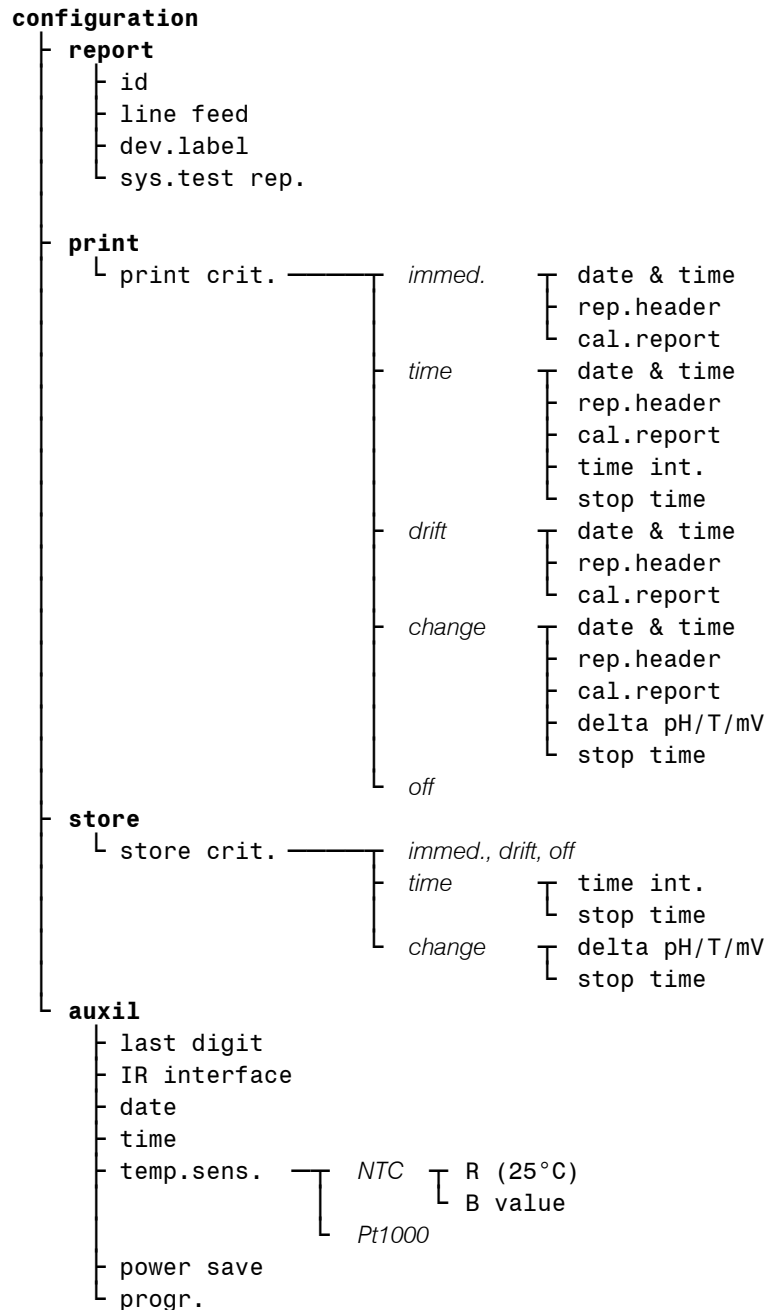 configuration
report
id
line feed
dev.label
sys.test rep.
print
print crit. immed. date & time
rep.header
cal.report
time date & time
rep.header
cal.report
time int.
stop time
drift date & time
rep.header
cal.report
change date & time
rep.header
cal.report
delta pH/T/mV
stop time
off
store
store crit. immed., drift, off
time time int.
stop time
change delta pH/T/mV
stop time
auxil
last digit
IR interface
date
time
temp.sens. NTC R (25°C)
B value
Pt1000
power save
progr.